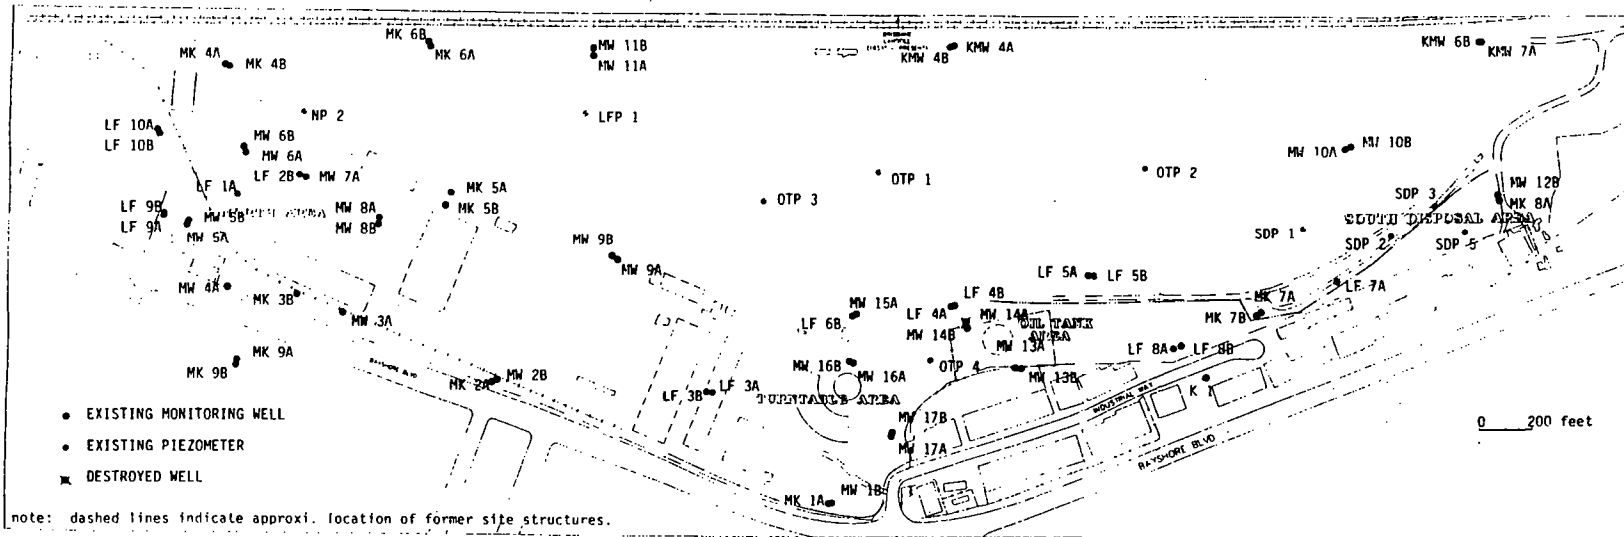 MK 6B
MK 6A
MW 11B
MW 11A
BRISBANE
LANDFILL
KMW 4A
KMW 4B
KMW 6B
KMW 7A
MK 4A
MK 4B
NP 2
LFP 1
LF 10A
LF 10B
MW 6B
MW 6A
MW 10A
MW 10B
LF 2B
MW 7A
LF 1A
MK 5A
MK 5B
OTP 1
OTP 2
OTP 3
SDP 3
MW 12B
MK 8A
LF 9B
LF 9A
MW 5B
MW 5A
AREA
MW 8A
MW 8B
SOUTH DISPOSAL AREA
SDP 1
SDP 2
SDP 5
MW 9B
MW 9A
LF 5A
LF 5B
MW 4A
MK 3B
MW 3A
MW 15A
LF 6B
LF 4B
LF 4A
MW 14A
MW 14B
OIL TANK
AREA
MK 7A
MK 7B
LF 7A
MW 13A
MW 13B
LF 8A
LF 8B
MK 9A
MK 9B
BAYSHORE BLVD
MK 2A
MW 2B
LF 3B
LF 3A
MW 16B
MW 16A
OTP 4
TURNTABLE AREA
INDUSTRIAL WAY
K 1
MW 17B
MW 17A
BAYSHORE BLVD
0 200 feet
MK 1A
MW 1B
EXISTING MONITORING WELL
EXISTING PIEZOMETER
DESTROYED WELL
note: dashed lines indicate approxi. location of former site structures.